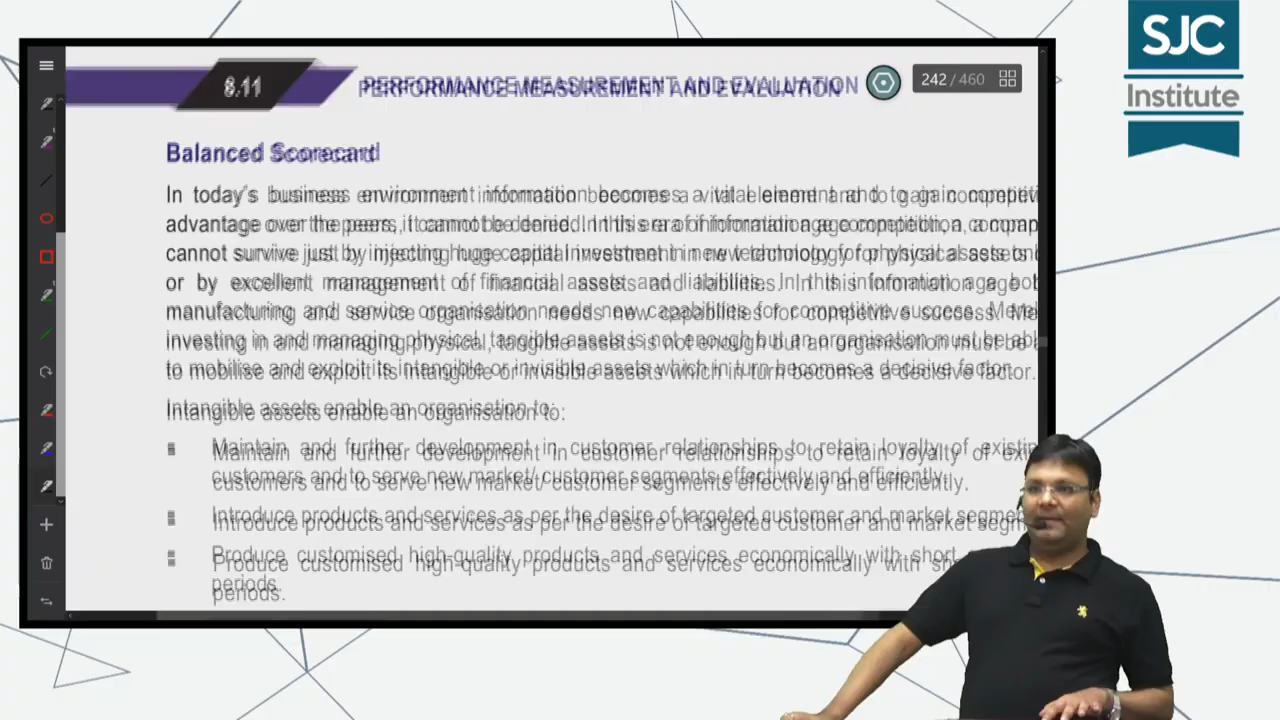 SJC
Institute
8.11
PERFORMANCE MEASUREMENT AND EVALUATION
242 / 460
Balanced Scorecard
In today's business environment information becomes a vital element and to gain
advantage over the peers, it cannot be denied. In this era of information age competition, a
cannot survive just by injecting huge capital investment in new technology for physical assets
or by excellent management of financial assets and liabilities. In this information age
manufacturing and service organisation needs new capabilities for competitive success.
investing in and managing physical, tangible assets is not enough but an organisation must be
to mobilise and exploit its intangible or invisible assets which in turn becomes a decisive factor.
Intangible assets enable an organisation to:
▪ Maintain and further development in customer relationships to retain loyalty of
customers and to serve new market/ customer segments effectively and efficiently.
▪ Introduce products and services as per the desire of targeted customer and market
▪ Produce customised high-quality products and services economically with
periods.